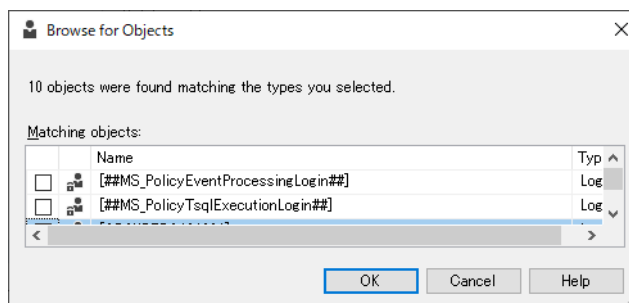 Browse for Objects
10 objects were found matching the types you selected.
Matching objects:
Name Typ
[##MS_PolicyEventProcessingLogin##] Log
[##MS_PolicyTsqlExecutionLogin##] Log
OK Cancel Help